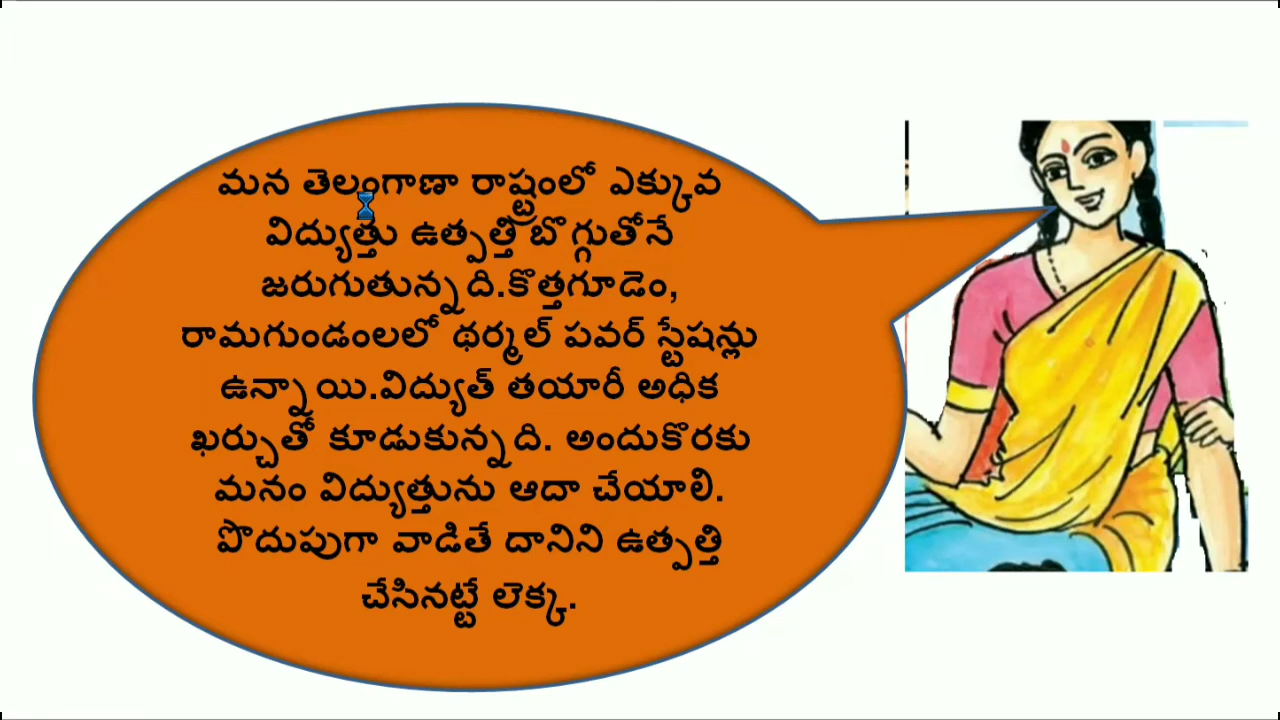 మన తెలంగాణా రాష్ట్రంలో ఎక్కువ
విద్యుత్తు ఉత్పత్తి బొగ్గుతోనే
జరుగుతున్నది.కొత్తగూడెం,
రామగుండంలలో థర్మల్ పవర్ స్టేషన్లు
ఉన్నాయి.విద్యుత్ తయారీ అధిక
ఖర్చుతో కూడుకున్నది. అందుకొరకు
మనం విద్యుత్తును ఆదా చేయాలి.
పొదుపుగా వాడితే దానిని ఉత్పత్తి
చేసినట్టే లెక్క.